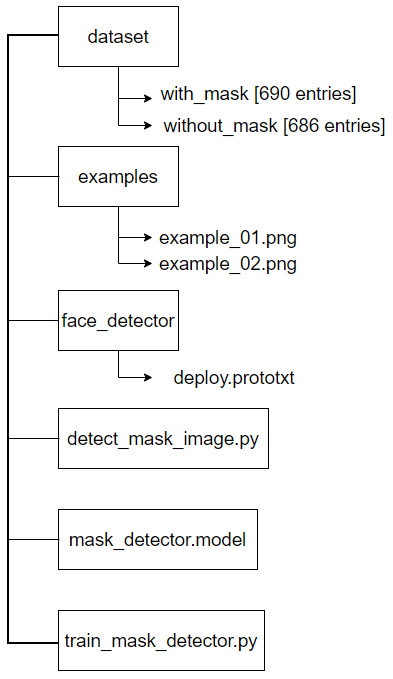 dataset
with_mask [690 entries]
without_mask [686 entries]
examples
example_01.png
example_02.png
face_detector
deploy.prototxt
detect_mask_image.py
mask_detector.model
train_mask_detector.py